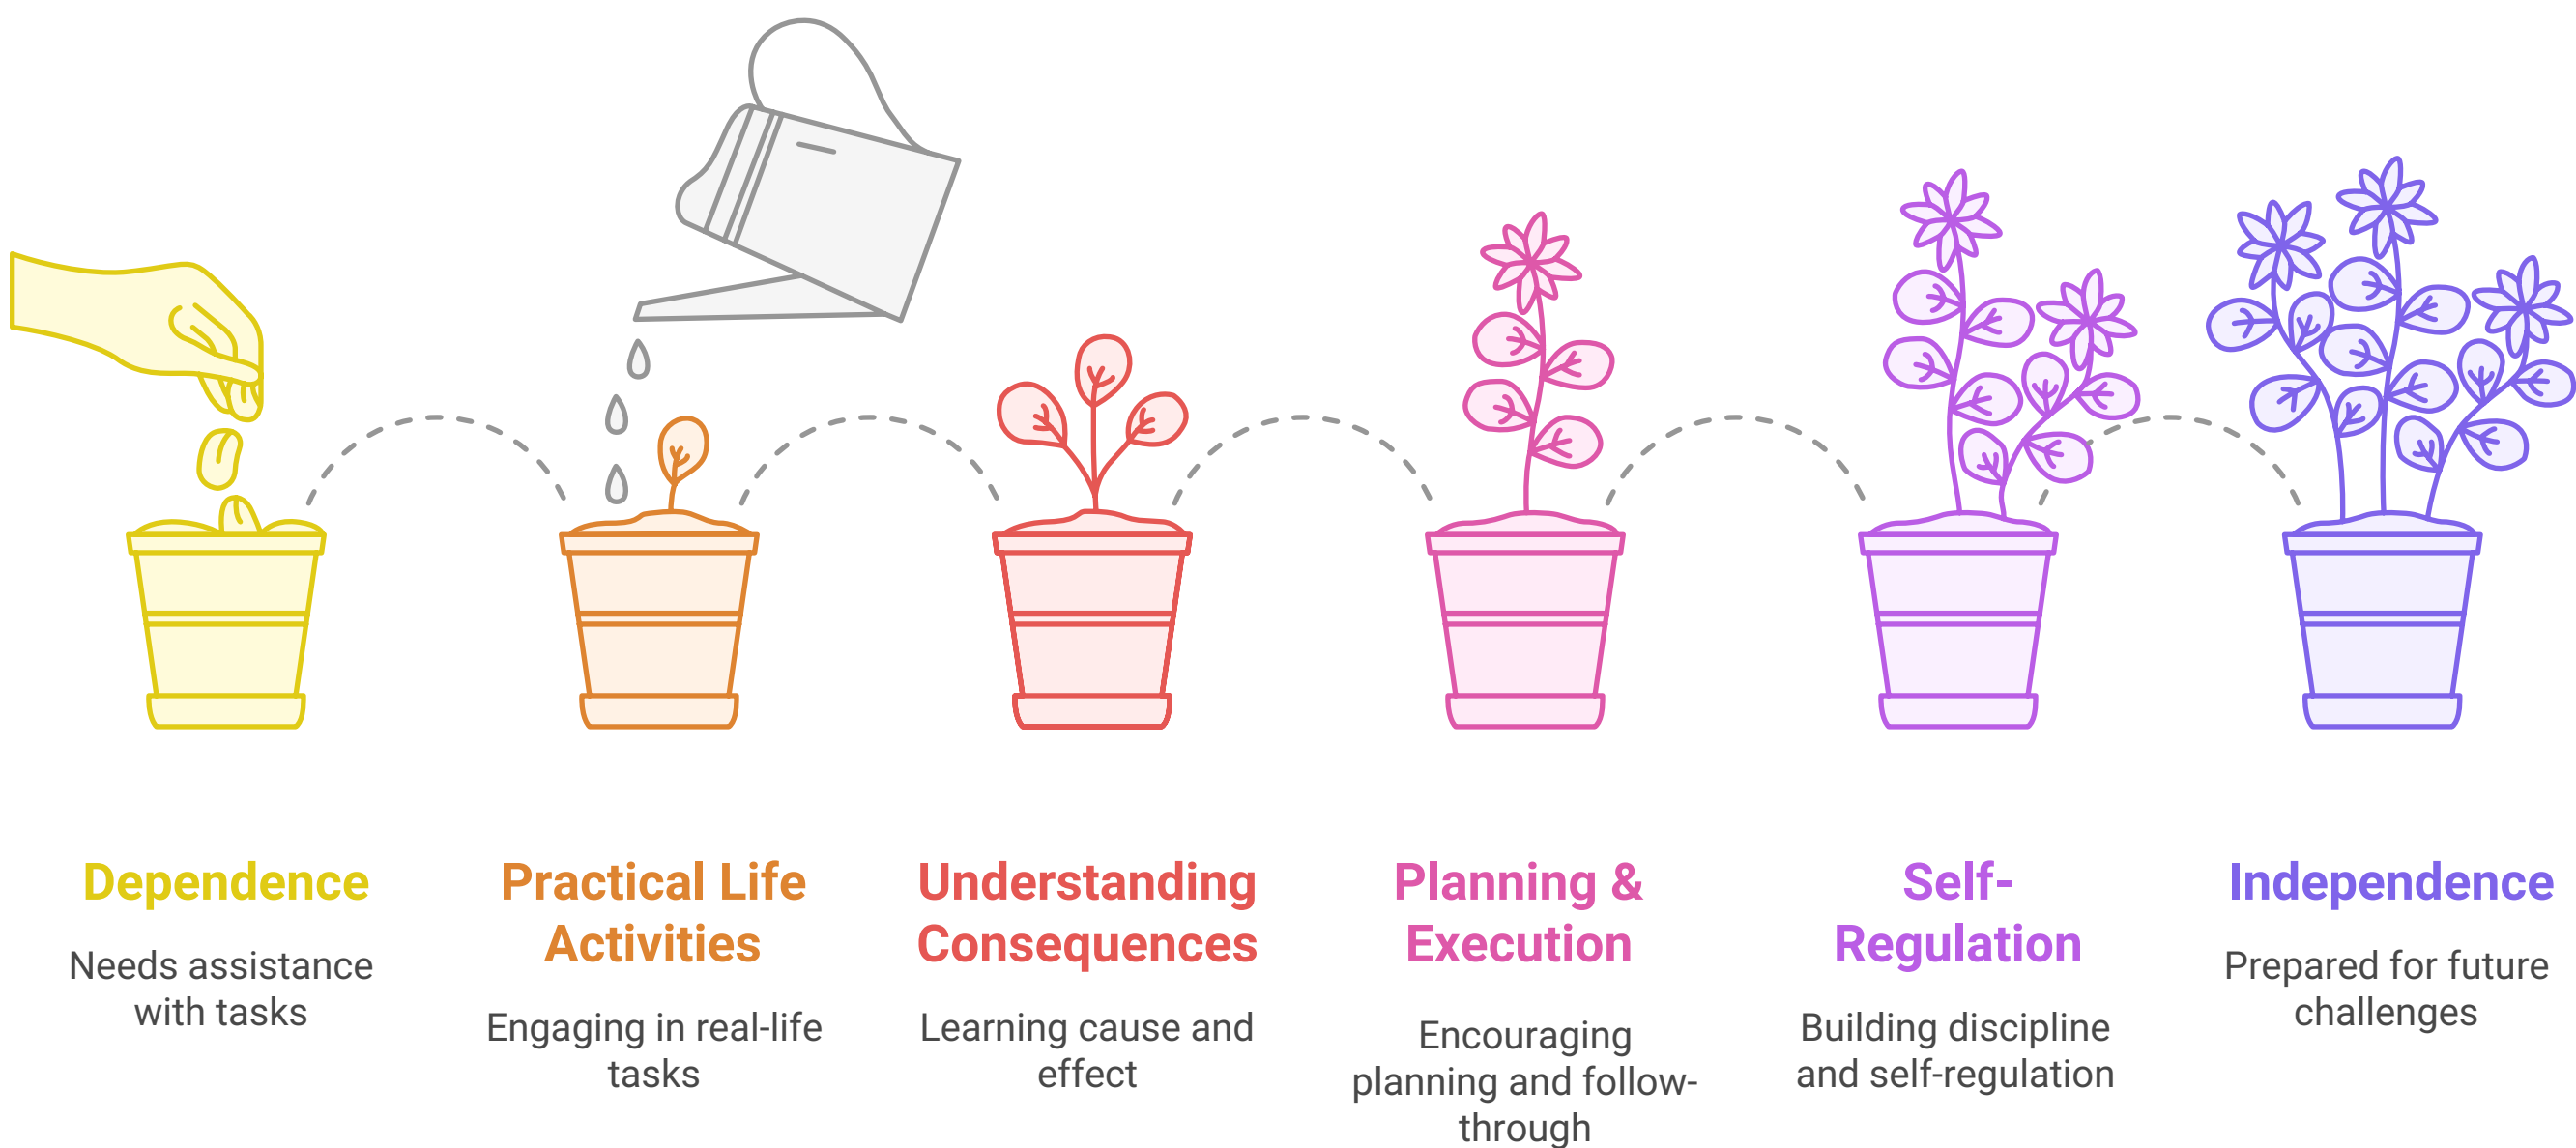 Dependence
Needs assistance
with tasks
Practical Life
Activities
Engaging in real-life
tasks
Understanding
Consequences
Learning cause and
effect
Planning &
Execution
Encouraging
planning and follow-
through
Self-
Regulation
Building discipline
and self-regulation
Independence
Prepared for future
challenges